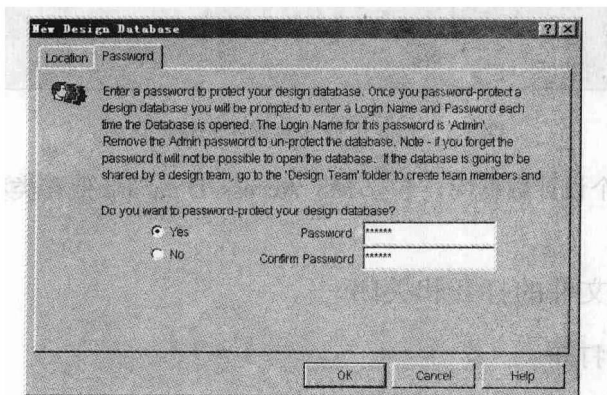 New Design Database
Location Password
Enter a password to protect your design database. Once you password-protect a
design database you will be prompted to enter a Login Name and Password each
time the Database is opened. The Login Name for this password is 'Admin'.
Remove the Admin password to un-protect the database. Note - if you forget the
password it will not be possible to open the database. If the database is going to be
shared by a design team, go to the 'Design Team' folder to create team members and
Do you want to password-protect your design database?
Yes Password ******
No Confirm Password ******
OK Cancel Help